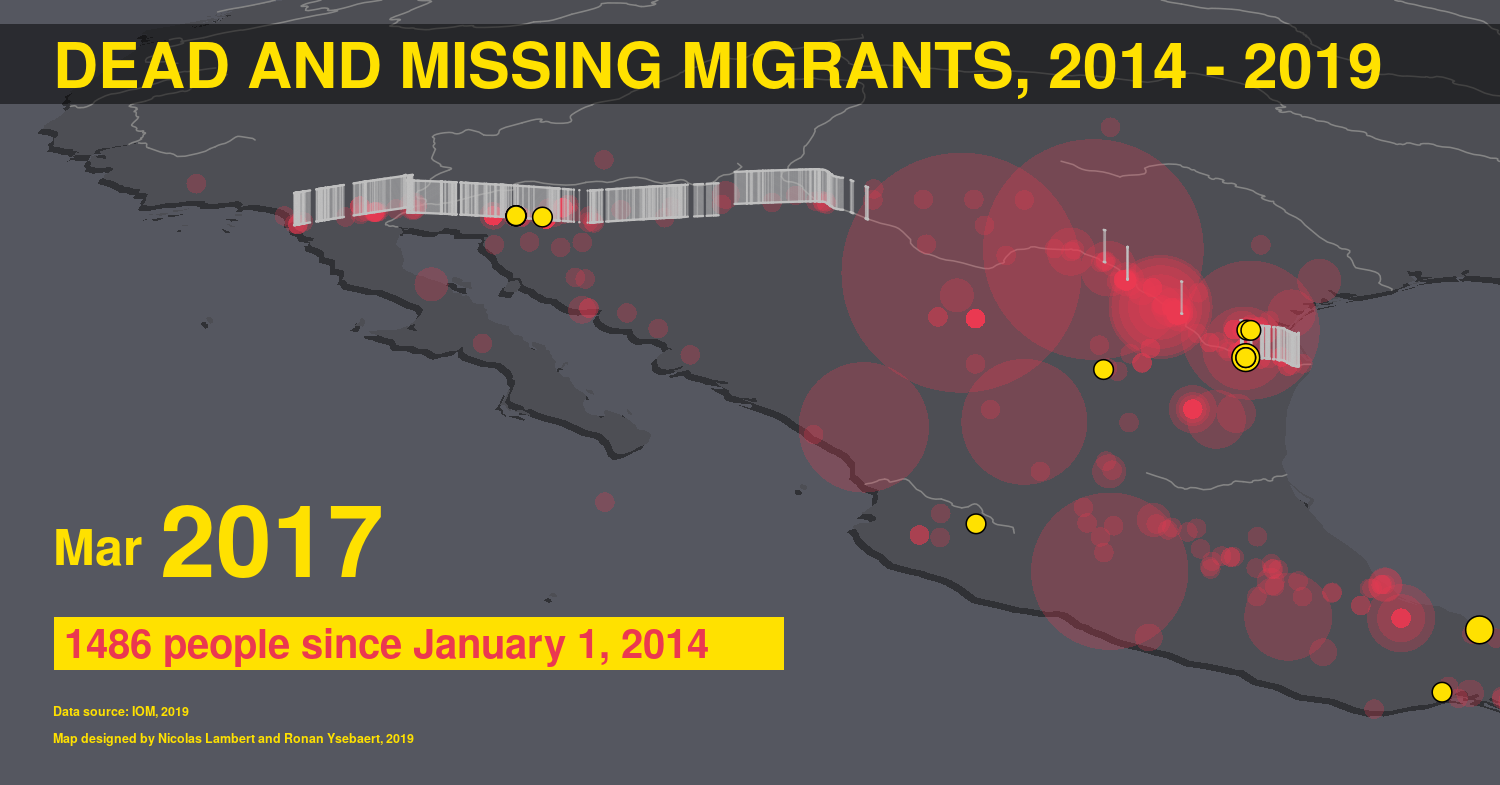 DEAD AND MISSING MIGRANTS, 2014 - 2019
Mar 2017
1486 people since January 1, 2014
Data source: IOM, 2019
Map designed by Nicolas Lambert and Ronan Ysebaert, 2019